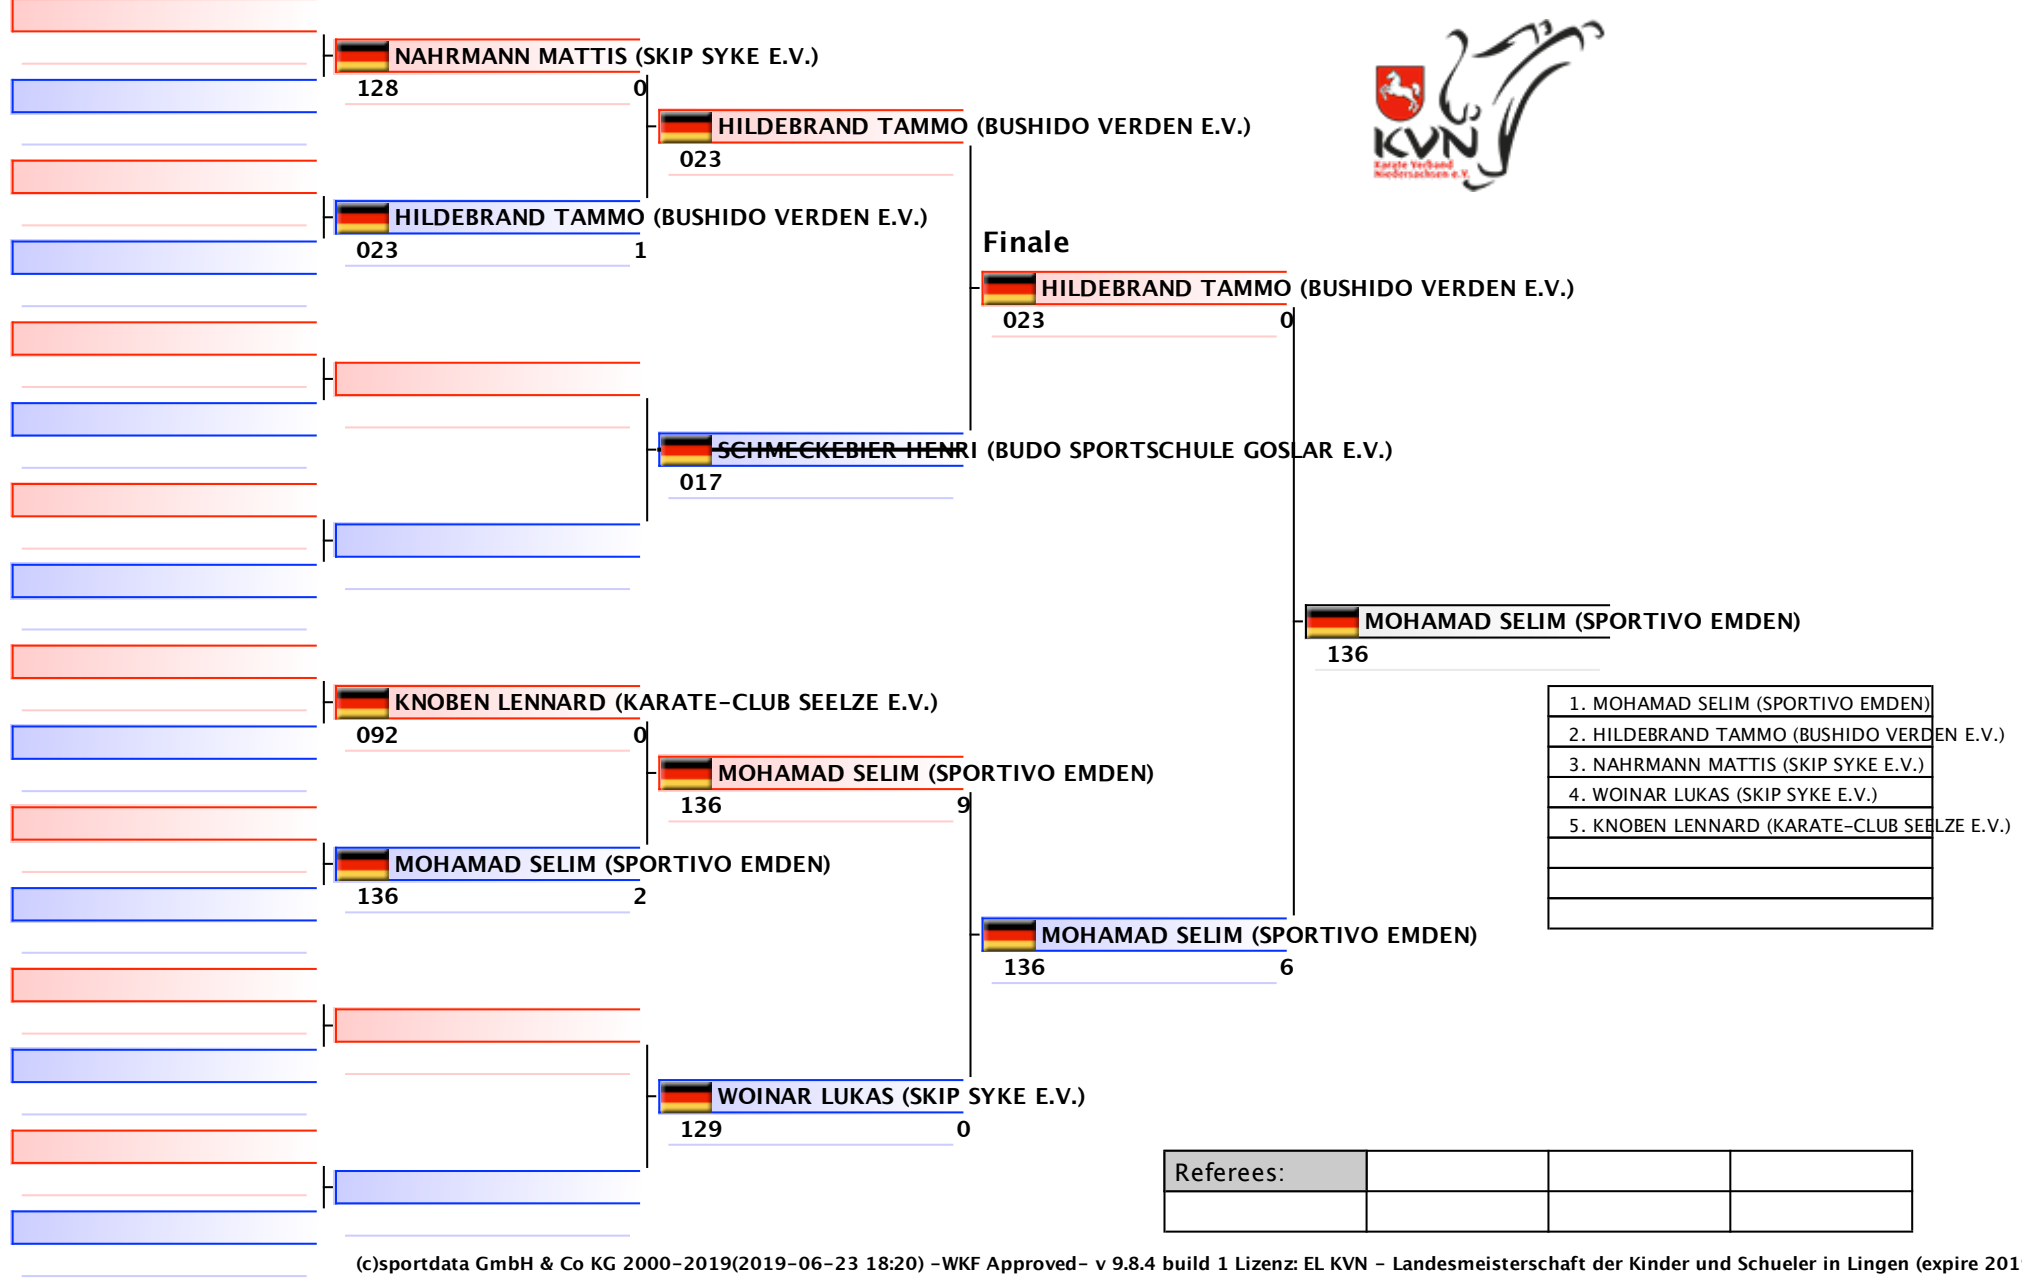 NAHRMANN MATTIS (SKIP SYKE E.V.)
128 0
HILDEBRAND TAMMO (BUSHIDO VERDEN E.V.)
023
KVN
Karate Verband
Niedersachsen e.V.
HILDEBRAND TAMMO (BUSHIDO VERDEN E.V.)
023 1
Finale
HILDEBRAND TAMMO (BUSHIDO VERDEN E.V.)
023 0
SCHMECKEBIER HENRI (BUDO SPORTSCHULE GOSLAR E.V.)
017
MOHAMAD SELIM (SPORTIVO EMDEN)
136
KNOBEN LENNARD (KARATE-CLUB SEELZE E.V.)
092 0
1. MOHAMAD SELIM (SPORTIVO EMDEN)
2. HILDEBRAND TAMMO (BUSHIDO VERDEN E.V.)
3. NAHRMANN MATTIS (SKIP SYKE E.V.)
4. WOINAR LUKAS (SKIP SYKE E.V.)
5. KNOBEN LENNARD (KARATE-CLUB SEELZE E.V.)
MOHAMAD SELIM (SPORTIVO EMDEN)
136 9
MOHAMAD SELIM (SPORTIVO EMDEN)
136 2
MOHAMAD SELIM (SPORTIVO EMDEN)
136 6
WOINAR LUKAS (SKIP SYKE E.V.)
129 0
Referees:
(c)sportdata GmbH & Co KG 2000-2019(2019-06-23 18:20) -WKF Approved- v 9.8.4 build 1 Lizenz: EL KVN - Landesmeisterschaft der Kinder und Schueler in Lingen (expire 201